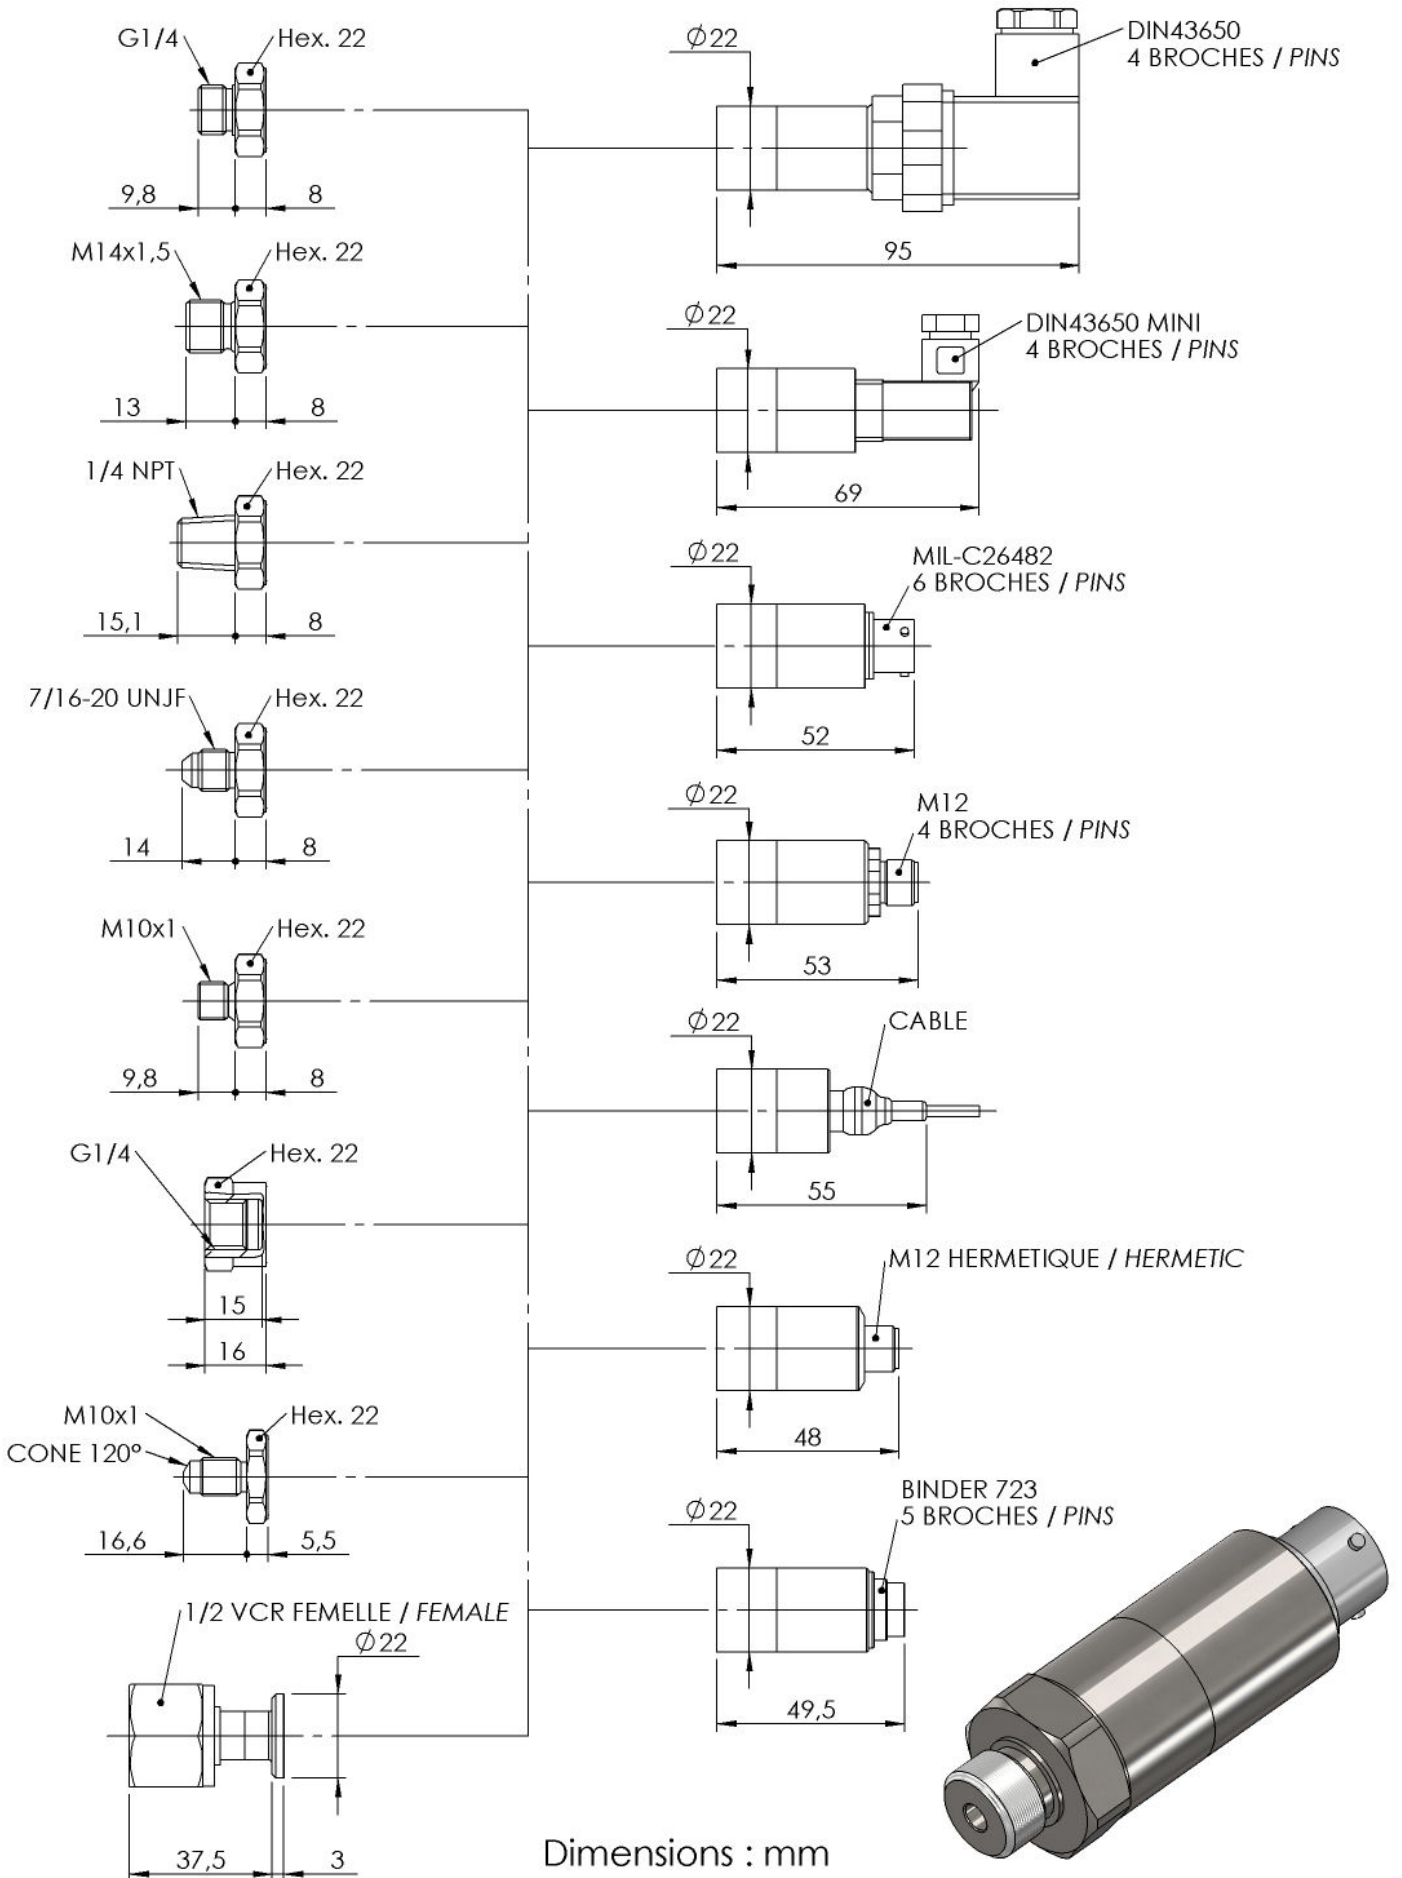 G1/4
Hex. 22
9,8
8
M14x1,5
Hex. 22
13
8
1/4 NPT
Hex. 22
15,1
8
7/16-20 UNJF
Hex. 22
14
8
M10x1
Hex. 22
9,8
8
G1/4
Hex. 22
15
16
M10x1
Hex. 22
CONE 120°
16,6
5,5
1/2 VCR FEMELLE / FEMALE
Ø22
37,5
3
Ø22
DIN43650
4 BROCHES / PINS
95
Ø22
DIN43650 MINI
4 BROCHES / PINS
69
Ø22
MIL-C26482
6 BROCHES / PINS
52
Ø22
M12
4 BROCHES / PINS
53
Ø22
CABLE
55
Ø22
M12 HERMETIQUE / HERMETIC
48
Ø22
BINDER 723
5 BROCHES / PINS
49,5
Dimensions : mm